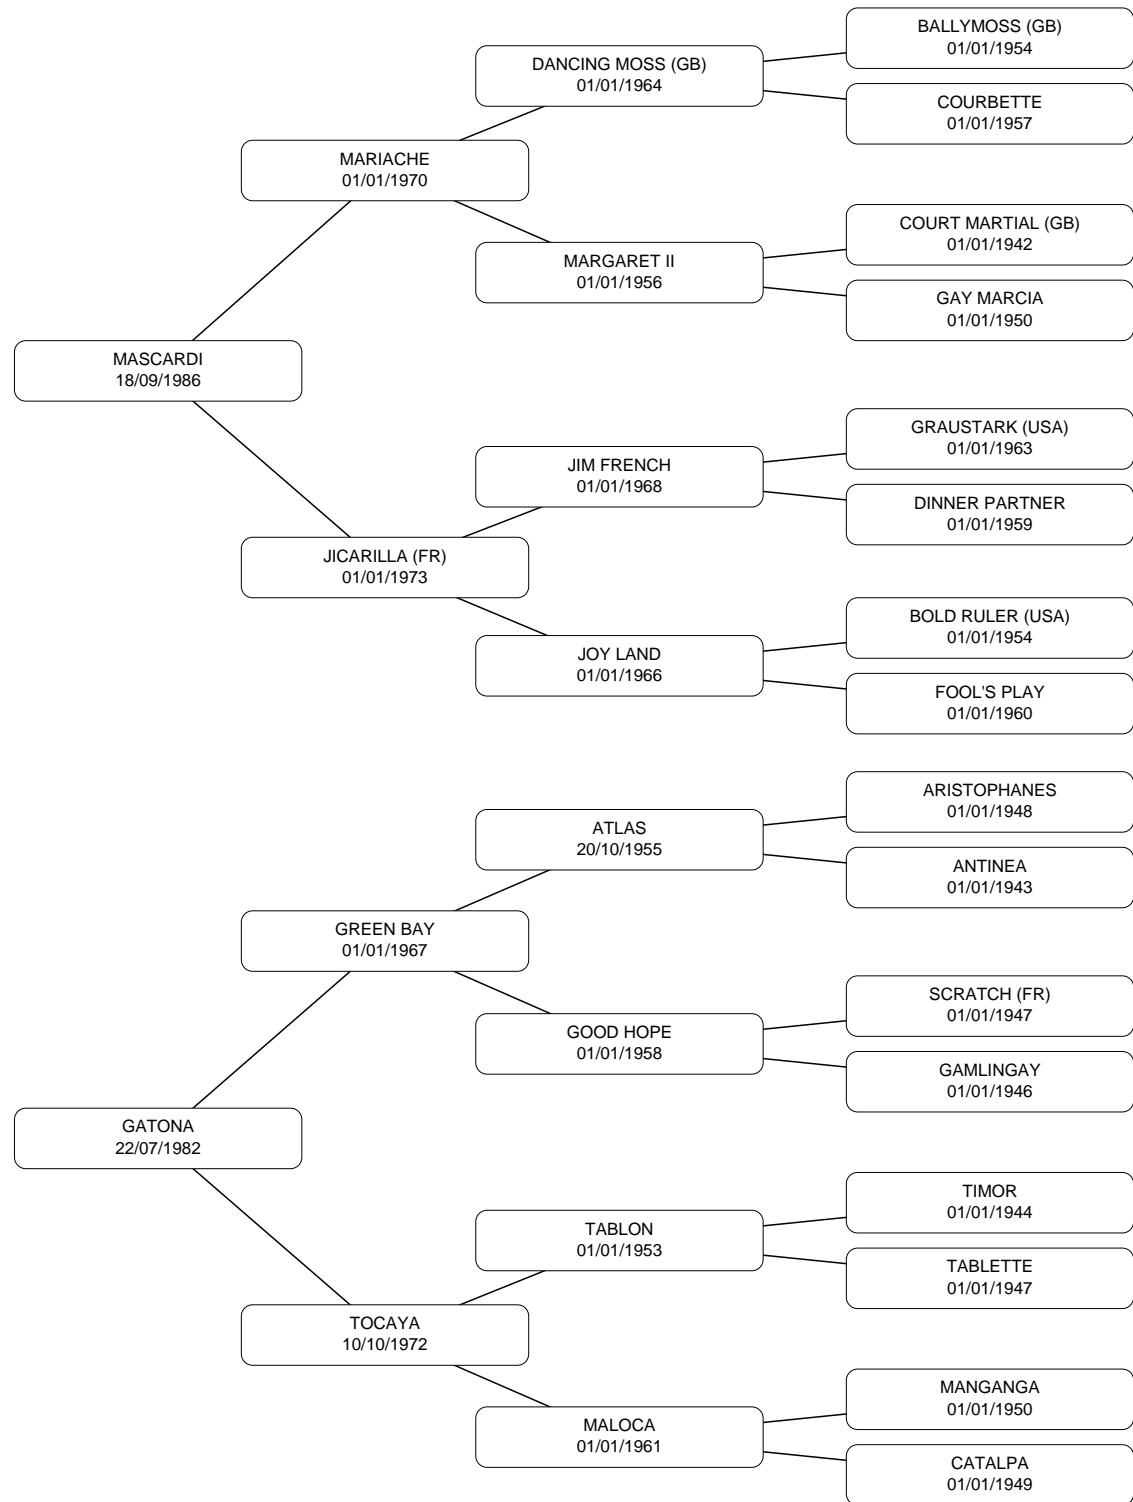 BALLYMOSS (GB)
01/01/1954
DANCING MOSS (GB)
01/01/1964
COURBETTE
01/01/1957
MARIACHE
01/01/1970
COURT MARTIAL (GB)
01/01/1942
MARGARET II
01/01/1956
GAY MARCIA
01/01/1950
MASCARDI
18/09/1986
GRAUSTARK (USA)
01/01/1963
JIM FRENCH
01/01/1968
DINNER PARTNER
01/01/1959
JICARILLA (FR)
01/01/1973
BOLD RULER (USA)
01/01/1954
JOY LAND
01/01/1966
FOOL'S PLAY
01/01/1960
ARISTOPHANES
01/01/1948
ATLAS
20/10/1955
ANTINEA
01/01/1943
GREEN BAY
01/01/1967
SCRATCH (FR)
01/01/1947
GOOD HOPE
01/01/1958
GAMLINGAY
01/01/1946
GATONA
22/07/1982
TIMOR
01/01/1944
TABLON
01/01/1953
TABLETTE
01/01/1947
TOCAYA
10/10/1972
MANGANGA
01/01/1950
MALOCA
01/01/1961
CATALPA
01/01/1949